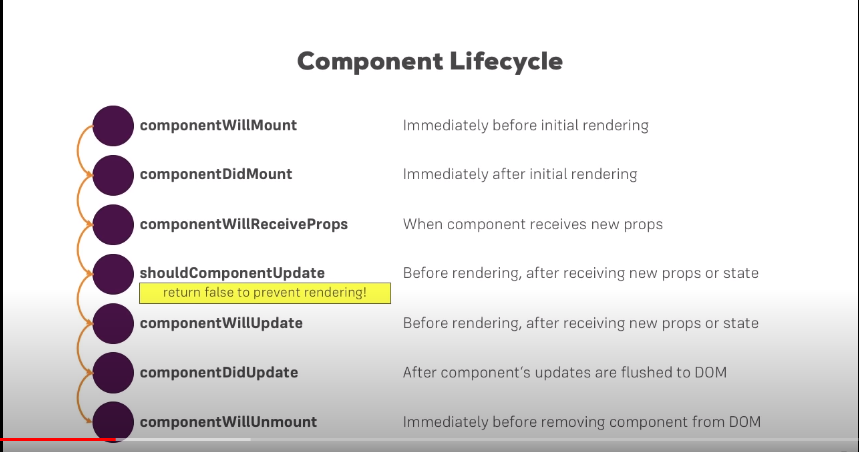 Component Lifecycle
componentWillMount Immediately before initial rendering
componentDidMount Immediately after initial rendering
componentWillReceiveProps When component receives new props
shouldComponentUpdate Before rendering, after receiving new props or state
return false to prevent rendering!
componentWillUpdate Before rendering, after receiving new props or state
componentDidUpdate After component’s updates are flushed to DOM
componentWillUnmount Immediately before removing component from DOM